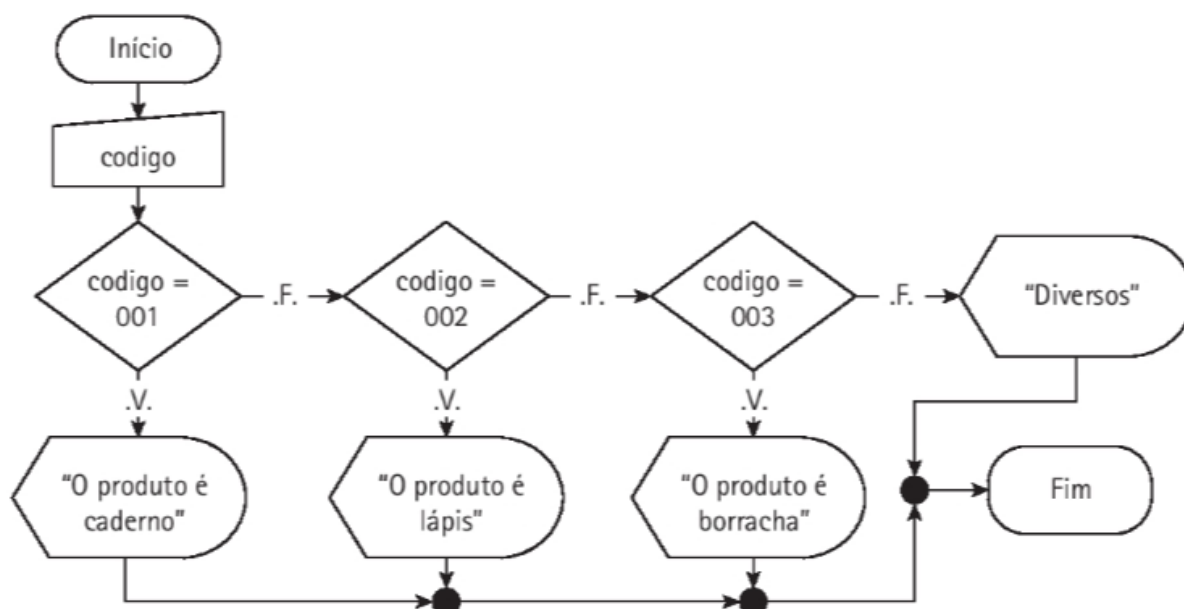 Início
codigo
codigo =
001
.F.
codigo =
002
.F.
codigo =
003
.F.
“Diversos”
.V.
.V.
.V.
“O produto é
caderno”
“O produto é
lápis”
“O produto é
borracha”
Fim